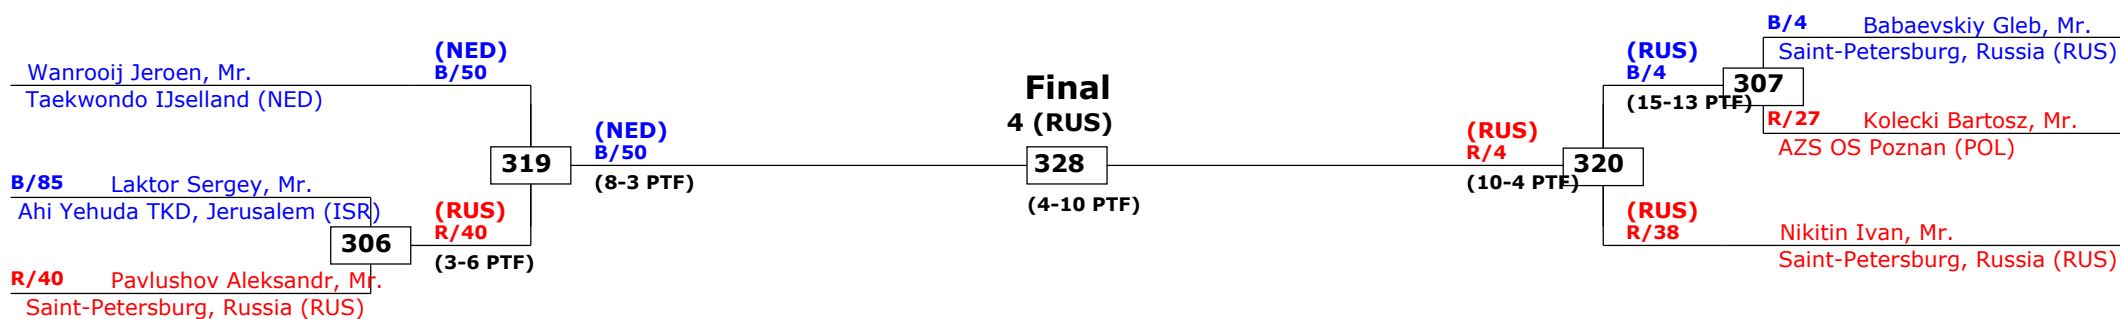 (NED)
B/50
Wanrooij Jeroen, Mr.
Taekwondo IJselland (NED)
B/85 Laktor Sergey, Mr.
Ahi Yehuda TKD, Jerusalem (ISR)
306
(RUS)
R/40
(3-6 PTF)
R/40 Pavlushov Aleksandr, Mr.
Saint-Petersburg, Russia (RUS)
319
(NED)
B/50
(8-3 PTF)
Final
4 (RUS)
328
(4-10 PTF)
(RUS)
R/4
(10-4 PTF)
320
(RUS)
B/4
(15-13 PTF)
307
B/4 Babaevskiy Gleb, Mr.
Saint-Petersburg, Russia (RUS)
R/27 Kolecki Bartosz, Mr.
AZS OS Poznan (POL)
(RUS)
R/38
Nikitin Ivan, Mr.
Saint-Petersburg, Russia (RUS)